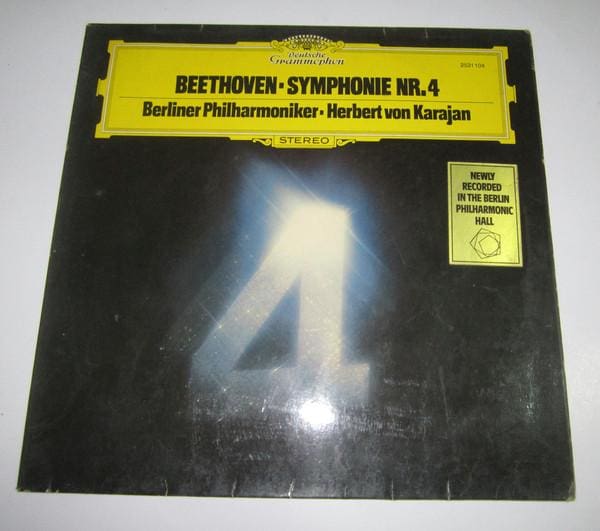 Deutsche
Grammophon
2531 104
BEETHOVEN · SYMPHONIE NR. 4
Berliner Philharmoniker · Herbert von Karajan
STEREO
NEWLY
RECORDED
IN THE BERLIN
PHILHARMONIC
HALL
4